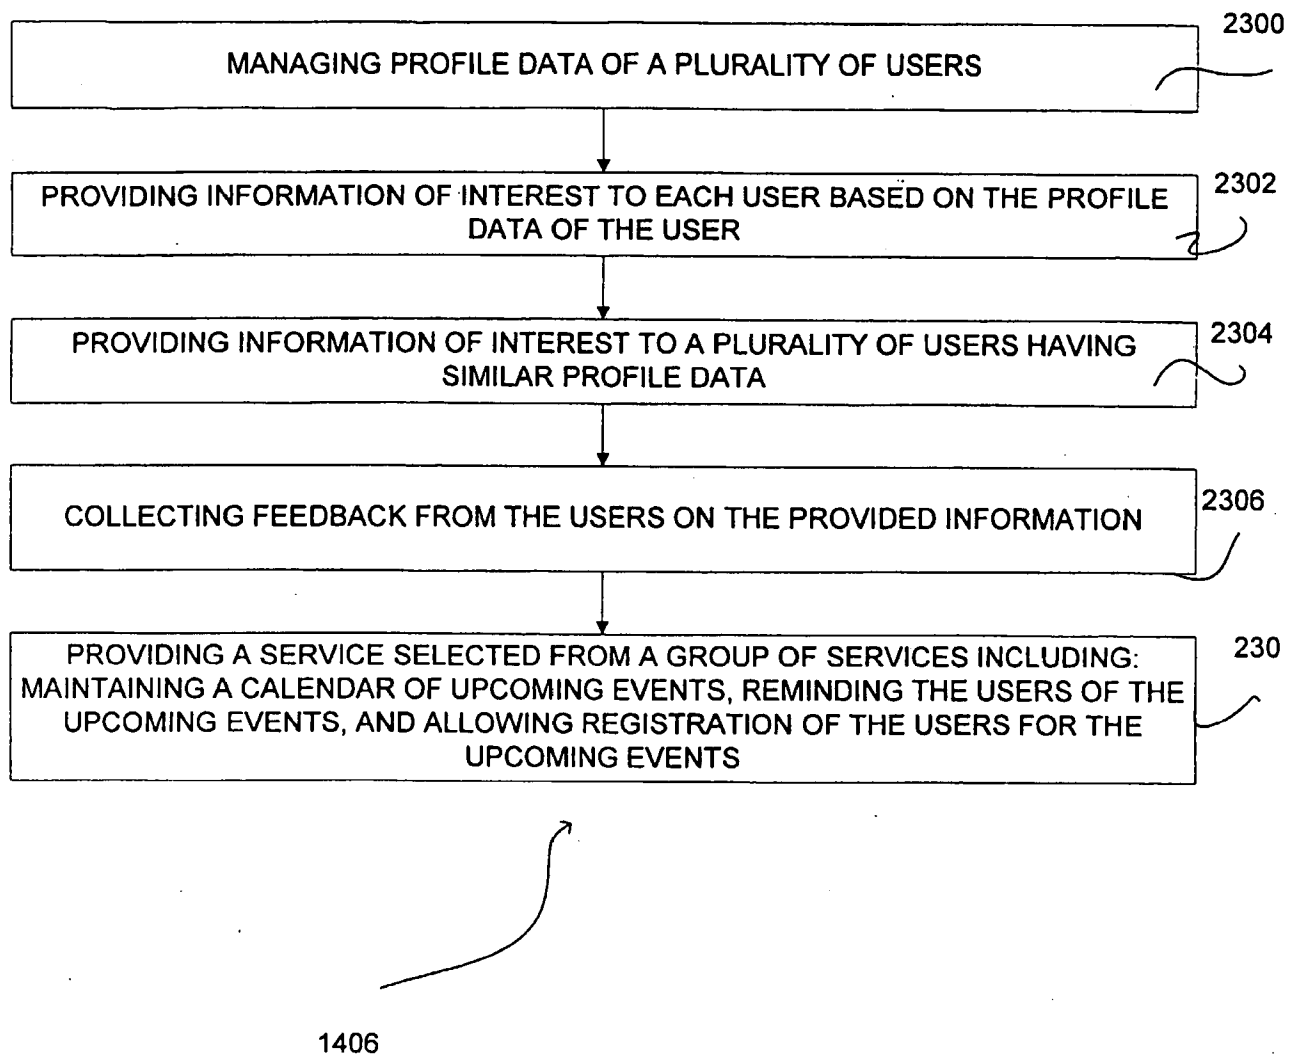 2300
MANAGING PROFILE DATA OF A PLURALITY OF USERS
2302
PROVIDING INFORMATION OF INTEREST TO EACH USER BASED ON THE PROFILE
DATA OF THE USER
2304
PROVIDING INFORMATION OF INTEREST TO A PLURALITY OF USERS HAVING
SIMILAR PROFILE DATA
2306
COLLECTING FEEDBACK FROM THE USERS ON THE PROVIDED INFORMATION
230
PROVIDING A SERVICE SELECTED FROM A GROUP OF SERVICES INCLUDING:
MAINTAINING A CALENDAR OF UPCOMING EVENTS, REMINDING THE USERS OF THE
UPCOMING EVENTS, AND ALLOWING REGISTRATION OF THE USERS FOR THE
UPCOMING EVENTS
1406